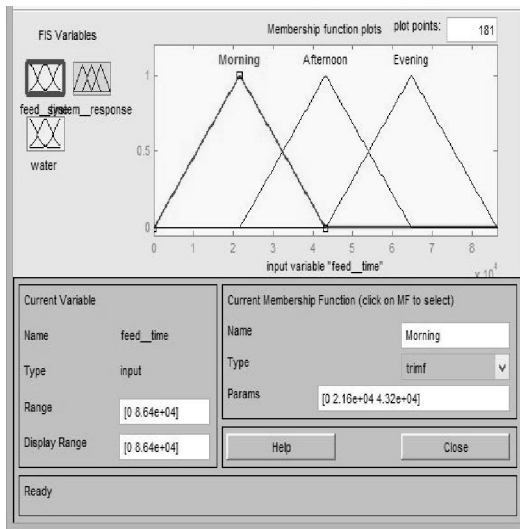 FIS Variables
Membership function plots
plot points:
181
Morning
Afternoon
Evening
feed__time
system__response
water
1
0.5
0
0 1 2 3 4 5 6 7 8
x 10^4
input variable "feed__time"
Current Variable
Name feed__time
Type input
Range [0 8.64e+04]
Display Range [0 8.64e+04]
Current Membership Function (click on MF to select)
Name Morning
Type trimf
Params [0 2.16e+04 4.32e+04]
Help Close
Ready